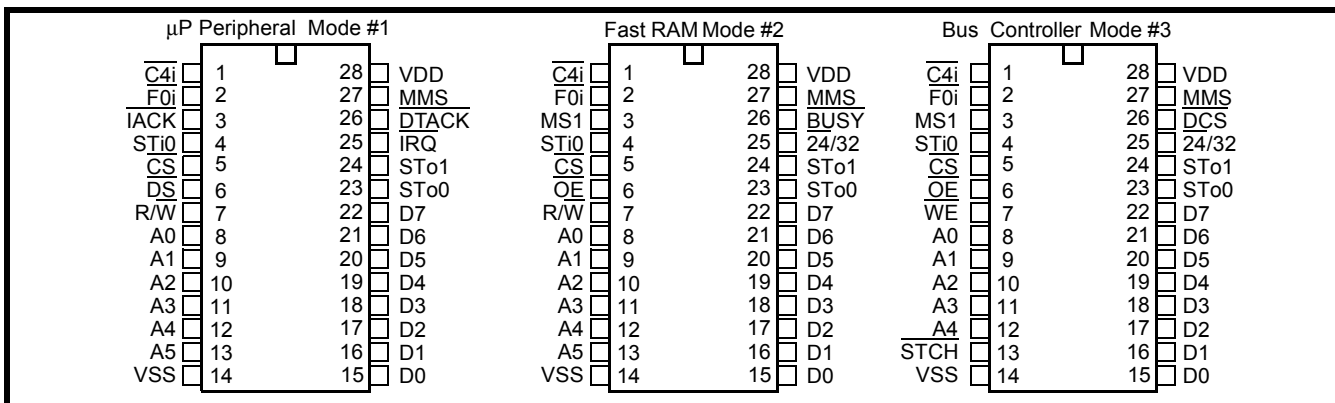 μP Peripheral Mode #1 Fast RAM Mode #2 Bus Controller Mode #3
C4i 1 28 VDD C4i 1 28 VDD C4i 1 28 VDD
F0i 2 27 MMS F0i 2 27 MMS F0i 2 27 MMS
IACK 3 26 DTACK MS1 3 26 BUSY MS1 3 26 DCS
STi0 4 25 IRQ STi0 4 25 24/32 STi0 4 25 24/32
CS 5 24 STo1 CS 5 24 STo1 CS 5 24 STo1
DS 6 23 STo0 OE 6 23 STo0 OE 6 23 STo0
R/W 7 22 D7 R/W 7 22 D7 WE 7 22 D7
A0 8 21 D6 A0 8 21 D6 A0 8 21 D6
A1 9 20 D5 A1 9 20 D5 A1 9 20 D5
A2 10 19 D4 A2 10 19 D4 A2 10 19 D4
A3 11 18 D3 A3 11 18 D3 A3 11 18 D3
A4 12 17 D2 A4 12 17 D2 A4 12 17 D2
A5 13 16 D1 A5 13 16 D1 STCH 13 16 D1
VSS 14 15 D0 VSS 14 15 D0 VSS 14 15 D0